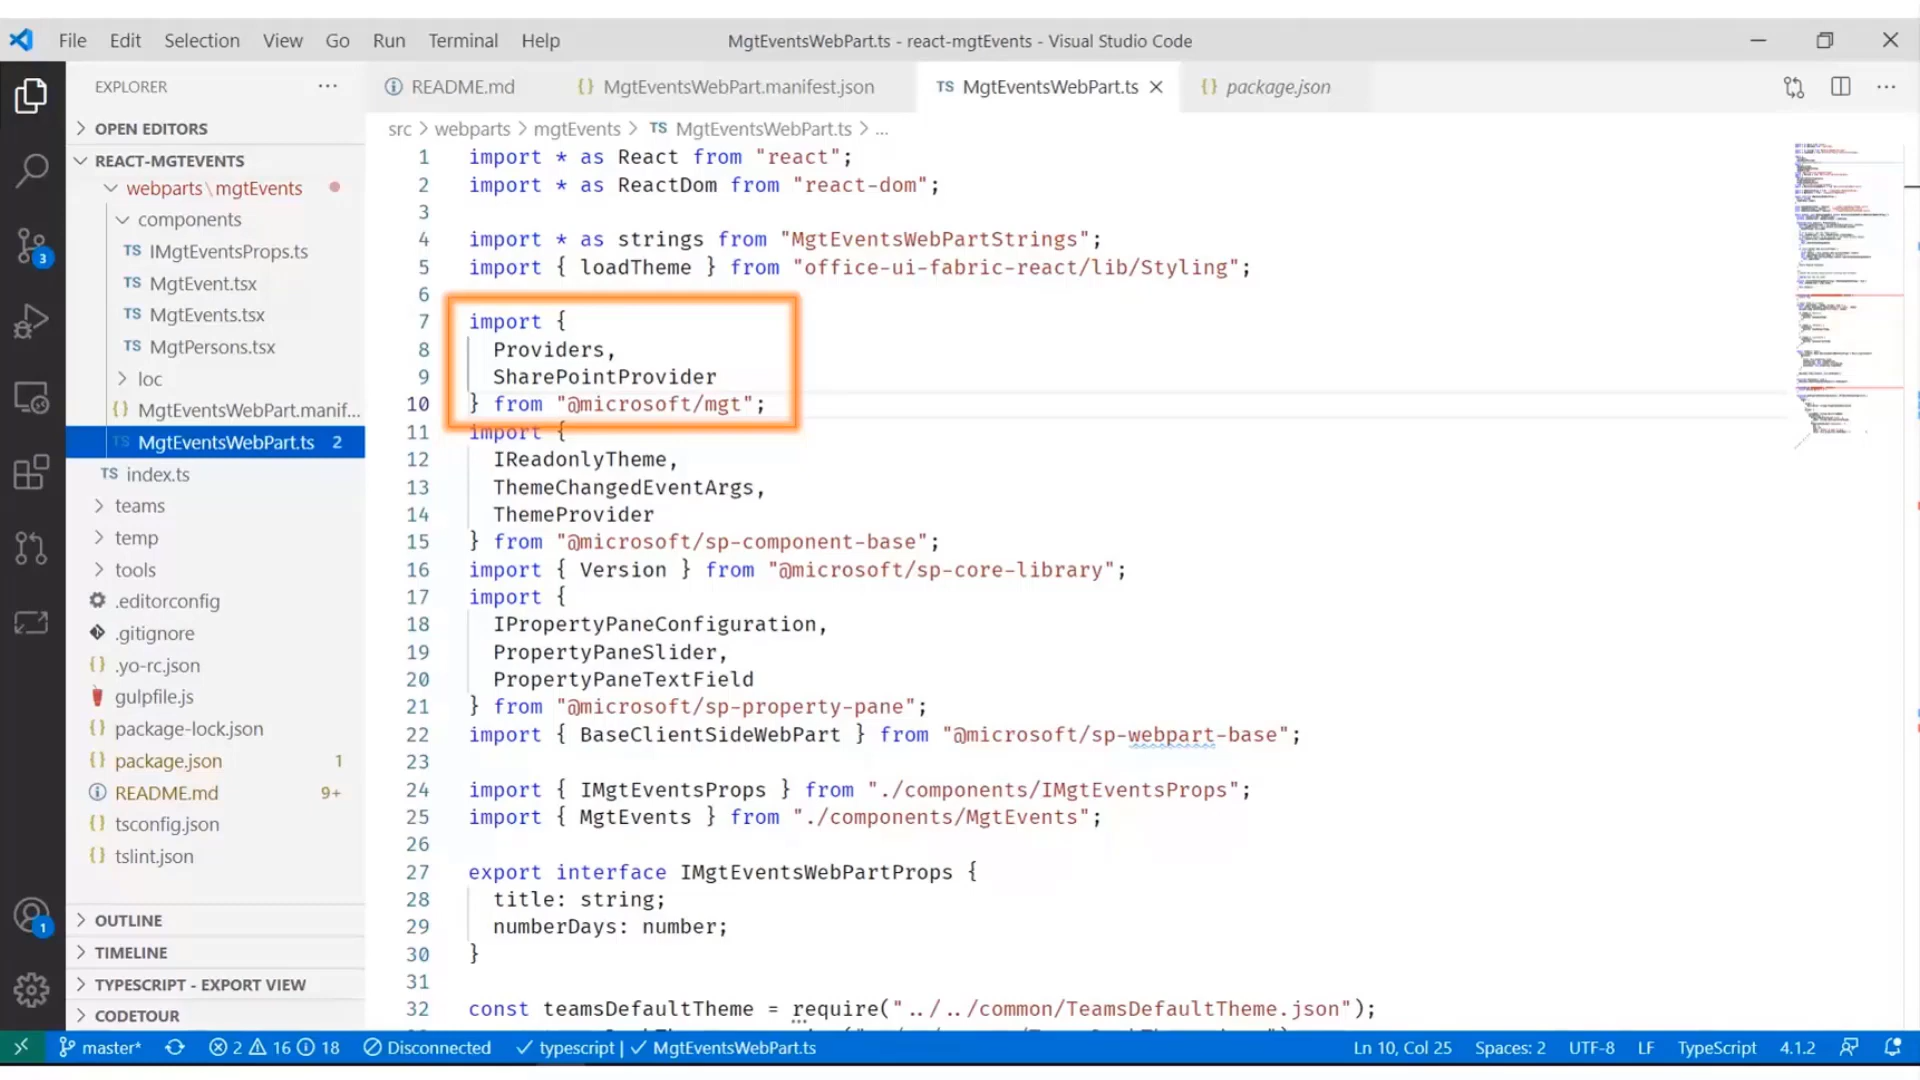 File Edit Selection View Go Run Terminal Help
MgtEventsWebPart.ts - react-mgtEvents - Visual Studio Code
EXPLORER
OPEN EDITORS
REACT-MGTEVENTS
webparts\mgtEvents
components
TS IMgtEventsProps.ts
TS MgtEvent.tsx
TS MgtEvents.tsx
TS MgtPersons.tsx
loc
{} MgtEventsWebPart.manif...
TS MgtEventsWebPart.ts 2
TS index.ts
teams
temp
tools
.editorconfig
.gitignore
{} .yo-rc.json
gulpfile.js
{} package-lock.json
{} package.json 1
README.md 9+
{} tsconfig.json
{} tslint.json
OUTLINE
TIMELINE
TYPESCRIPT - EXPORT VIEW
CODETOUR
3
1
README.md
{} MgtEventsWebPart.manifest.json
TS MgtEventsWebPart.ts
{} package.json
src > webparts > mgtEvents > TS MgtEventsWebPart.ts > ...
1 import * as React from "react";
2 import * as ReactDom from "react-dom";
3
4 import * as strings from "MgtEventsWebPartStrings";
5 import { loadTheme } from "office-ui-fabric-react/lib/Styling";
6
7 import {
8 Providers,
9 SharePointProvider
10 } from "@microsoft/mgt";
11 import {
12 IReadonlyTheme,
13 ThemeChangedEventArgs,
14 ThemeProvider
15 } from "@microsoft/sp-component-base";
16 import { Version } from "@microsoft/sp-core-library";
17 import {
18 IPropertyPaneConfiguration,
19 PropertyPaneSlider,
20 PropertyPaneTextField
21 } from "@microsoft/sp-property-pane";
22 import { BaseClientSideWebPart } from "@microsoft/sp-webpart-base";
23
24 import { IMgtEventsProps } from "./components/IMgtEventsProps";
25 import { MgtEvents } from "./components/MgtEvents";
26
27 export interface IMgtEventsWebPartProps {
28 title: string;
29 numberDays: number;
30 }
31
32 const teamsDefaultTheme = require("../../common/TeamsDefaultTheme.json");
master* 2 16 18 Disconnected typescript | MgtEventsWebPart.ts
Ln 10, Col 25 Spaces: 2 UTF-8 LF TypeScript 4.1.2